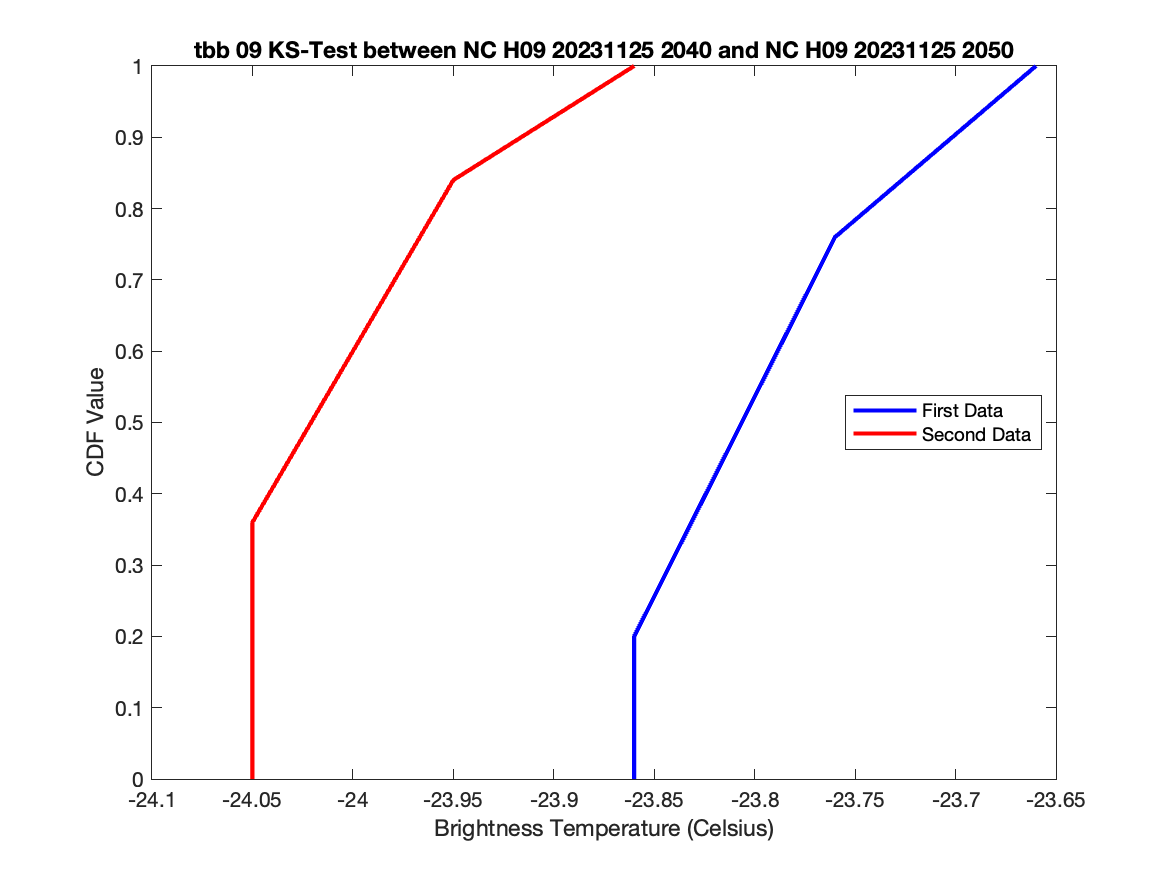 tbb 09 KS-Test between NC H09 20231125 2040 and NC H09 20231125 2050
1
0.9
0.8
0.7
0.6
0.5
0.4
0.3
0.2
0.1
0
CDF Value
First Data
Second Data
-24.1 -24.05 -24 -23.95 -23.9 -23.85 -23.8 -23.75 -23.7 -23.65
Brightness Temperature (Celsius)